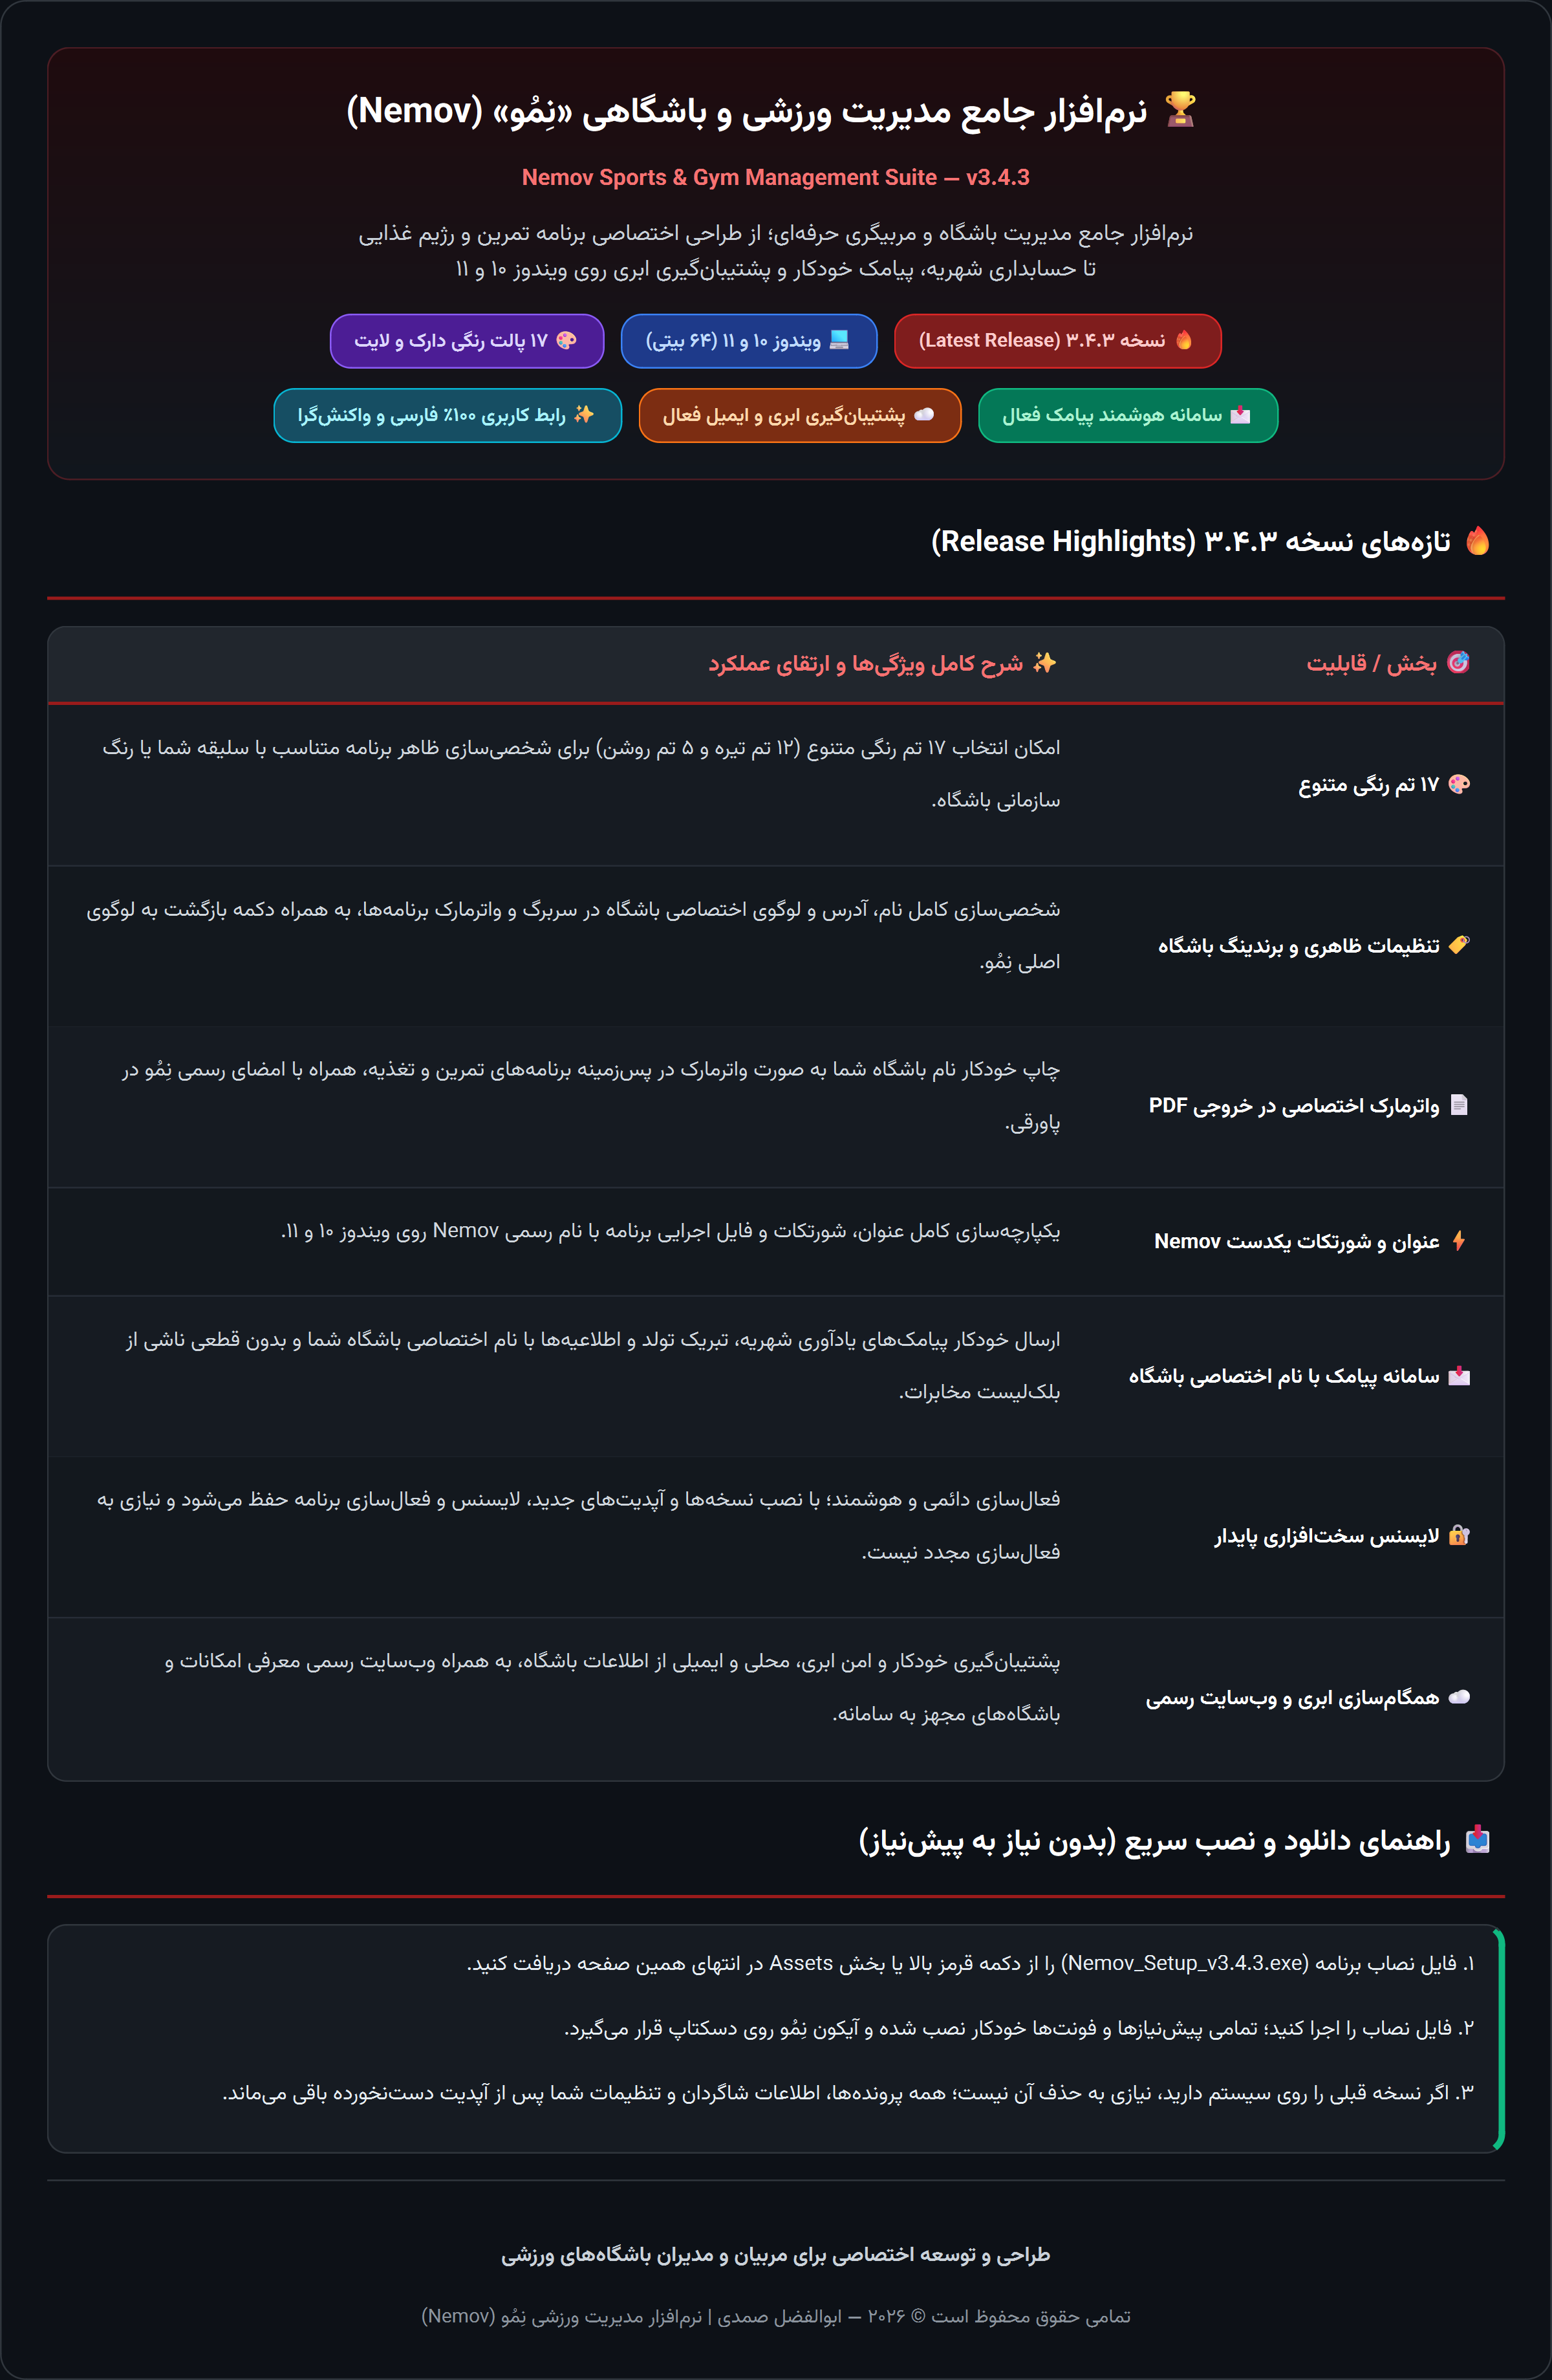 🏆 نرم‌افزار جامع مدیریت ورزشی و باشگاهی «نِمُو» (Nemov)
Nemov Sports & Gym Management Suite — v3.4.3
نرم‌افزار جامع مدیریت باشگاه و مربیگری حرفه‌ای؛ از طراحی اختصاصی برنامه تمرین و رژیم غذایی
تا حسابداری شهریه، پیامک خودکار و پشتیبان‌گیری ابری روی ویندوز ۱۰ و ۱۱
🔥 نسخه ۳.۴.۳ (Latest Release)
💻 ویندوز ۱۰ و ۱۱ (۶۴ بیتی)
🎨 ۱۷ پالت رنگی دارک و لایت
📩 سامانه هوشمند پیامک فعال
☁️ پشتیبان‌گیری ابری و ایمیل فعال
✨ رابط کاربری ۱۰۰٪ فارسی و واکنش‌گرا
🔥 تازه‌های نسخه ۳.۴.۳ (Release Highlights)
🎯 بخش / قابلیت
✨ شرح کامل ویژگی‌ها و ارتقای عملکرد
🎨 ۱۷ تم رنگی متنوع
امکان انتخاب ۱۷ تم رنگی متنوع (۱۲ تم تیره و ۵ تم روشن) برای شخصی‌سازی ظاهر برنامه متناسب با سلیقه شما یا رنگ
سازمانی باشگاه.
🏷️ تنظیمات ظاهری و برندینگ باشگاه
شخصی‌سازی کامل نام، آدرس و لوگوی اختصاصی باشگاه در سربرگ و واترمارک برنامه‌ها، به همراه دکمه بازگشت به لوگوی
اصلی نِمُو.
📄 واترمارک اختصاصی در خروجی PDF
چاپ خودکار نام باشگاه شما به صورت واترمارک در پس‌زمینه برنامه‌های تمرین و تغذیه، همراه با امضای رسمی نِمُو در
پاورقی.
⚡ عنوان و شورتکات یکدست Nemov
یکپارچه‌سازی کامل عنوان، شورتکات و فایل اجرایی برنامه با نام رسمی Nemov روی ویندوز ۱۰ و ۱۱.
📩 سامانه پیامک با نام اختصاصی باشگاه
ارسال خودکار پیامک‌های یادآوری شهریه، تبریک تولد و اطلاعیه‌ها با نام اختصاصی باشگاه شما و بدون قطعی ناشی از
بلک‌لیست مخابرات.
🔐 لایسنس سخت‌افزاری پایدار
فعال‌سازی دائمی و هوشمند؛ با نصب نسخه‌ها و آپدیت‌های جدید، لایسنس و فعال‌سازی برنامه حفظ می‌شود و نیازی به
فعال‌سازی مجدد نیست.
☁️ همگام‌سازی ابری و وب‌سایت رسمی
پشتیبان‌گیری خودکار و امن ابری، محلی و ایمیلی از اطلاعات باشگاه، به همراه وب‌سایت رسمی معرفی امکانات و
باشگاه‌های مجهز به سامانه.
📥 راهنمای دانلود و نصب سریع (بدون نیاز به پیش‌نیاز)
۱. فایل نصاب برنامه (Nemov_Setup_v3.4.3.exe) را از دکمه قرمز بالا یا بخش Assets در انتهای همین صفحه دریافت کنید.
۲. فایل نصاب را اجرا کنید؛ تمامی پیش‌نیازها و فونت‌ها خودکار نصب شده و آیکون نِمُو روی دسکتاپ قرار می‌گیرد.
۳. اگر نسخه قبلی را روی سیستم دارید، نیازی به حذف آن نیست؛ همه پرونده‌ها، اطلاعات شاگردان و تنظیمات شما پس از آپدیت دست‌نخورده باقی می‌ماند.
طراحی و توسعه اختصاصی برای مربیان و مدیران باشگاه‌های ورزشی
تمامی حقوق محفوظ است © ۲۰۲۶ — ابوالفضل صمدی | نرم‌افزار مدیریت ورزشی نِمُو (Nemov)